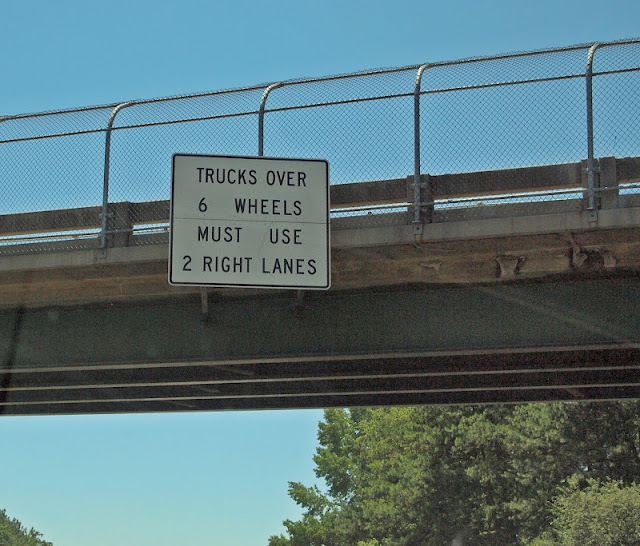 TRUCKS OVER
6 WHEELS
MUST USE
2 RIGHT LANES